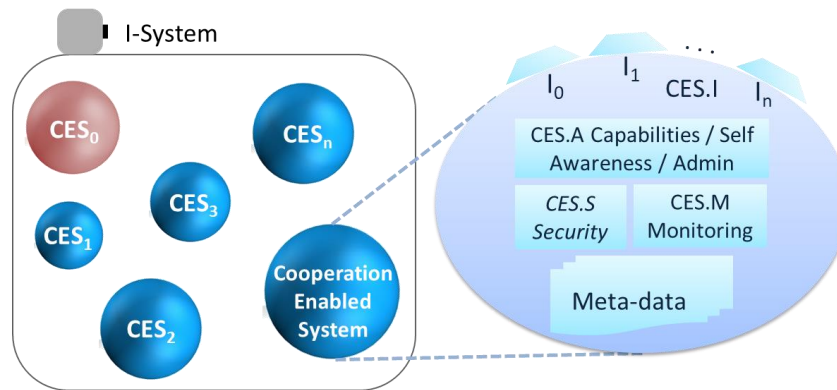 I-System
CES₀
CESₙ
CES₃
CES₁
CES₂
Cooperation
Enabled
System
I₀
I₁
. . .
Iₙ
CES.I
CES.A Capabilities / Self
Awareness / Admin
CES.S
Security
CES.M
Monitoring
Meta-data